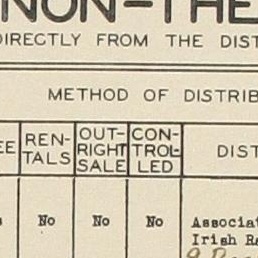 NON-THE
DIRECTLY FROM THE DIST
METHOD OF DISTRIB
EE
REN-
TALS
OUT-
RIGHT
SALE
CON-
TROL-
LED
DIST
No
No
No
Associat
Irish Ra